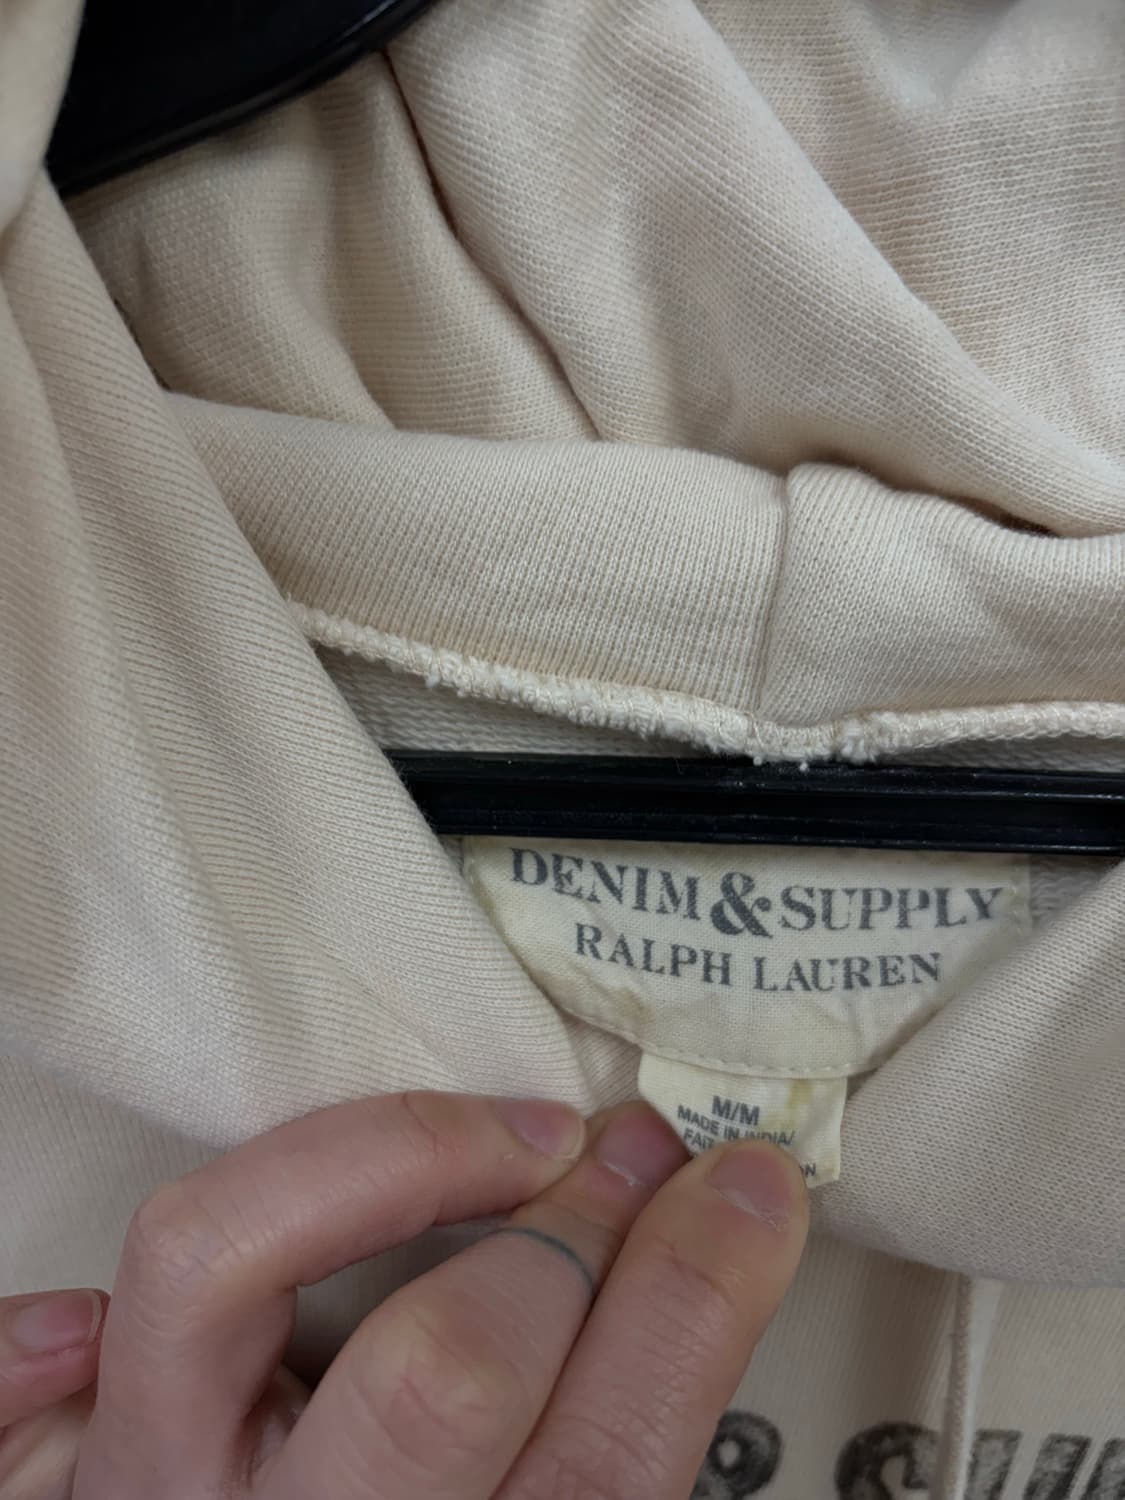 DENIM & SUPPLY
RALPH LAUREN
M/M
MADE IN INDIA/